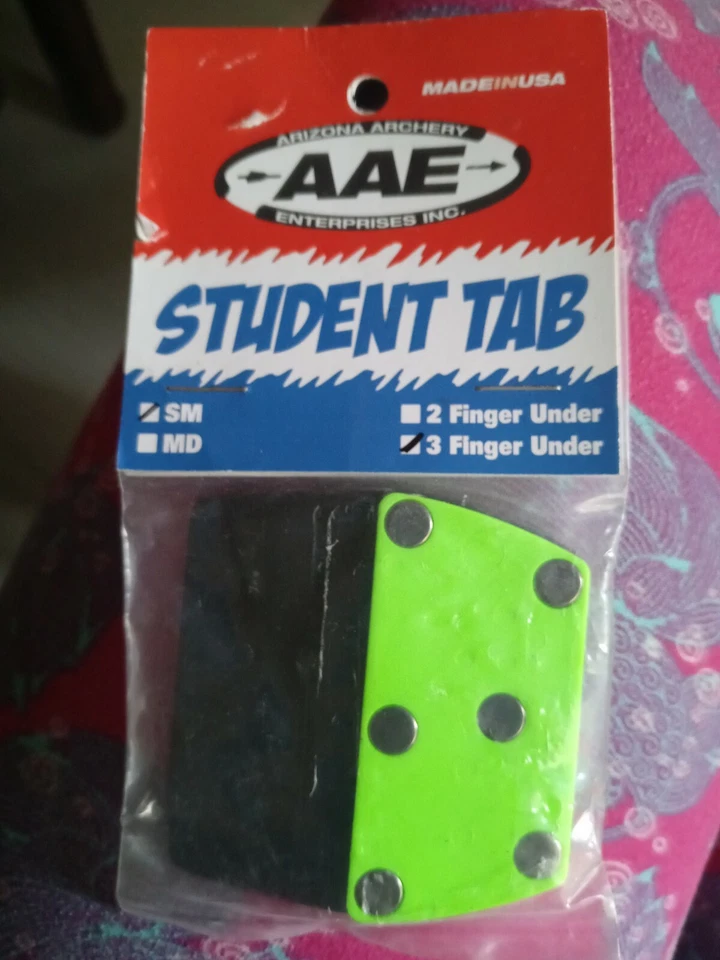 MADEINUSA
ARIZONA ARCHERY
AAE
ENTERPRISES INC.
STUDENT TAB
SM
2 Finger Under
MD
3 Finger Under